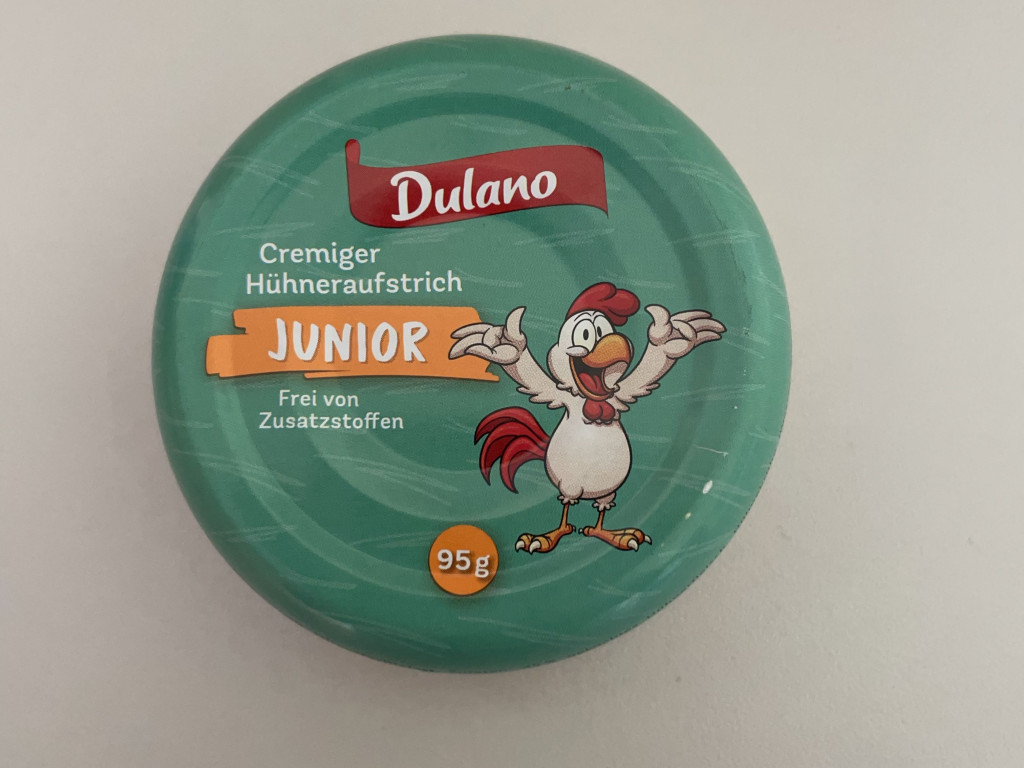 Dulano
Cremiger
Hühneraufstrich
JUNIOR
Frei von
Zusatzstoffen
95g